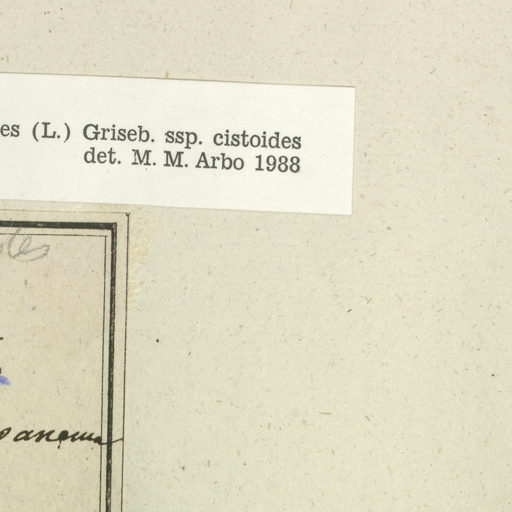 es (L.) Griseb. ssp. cistoides
det. M. M. Arbo 1988